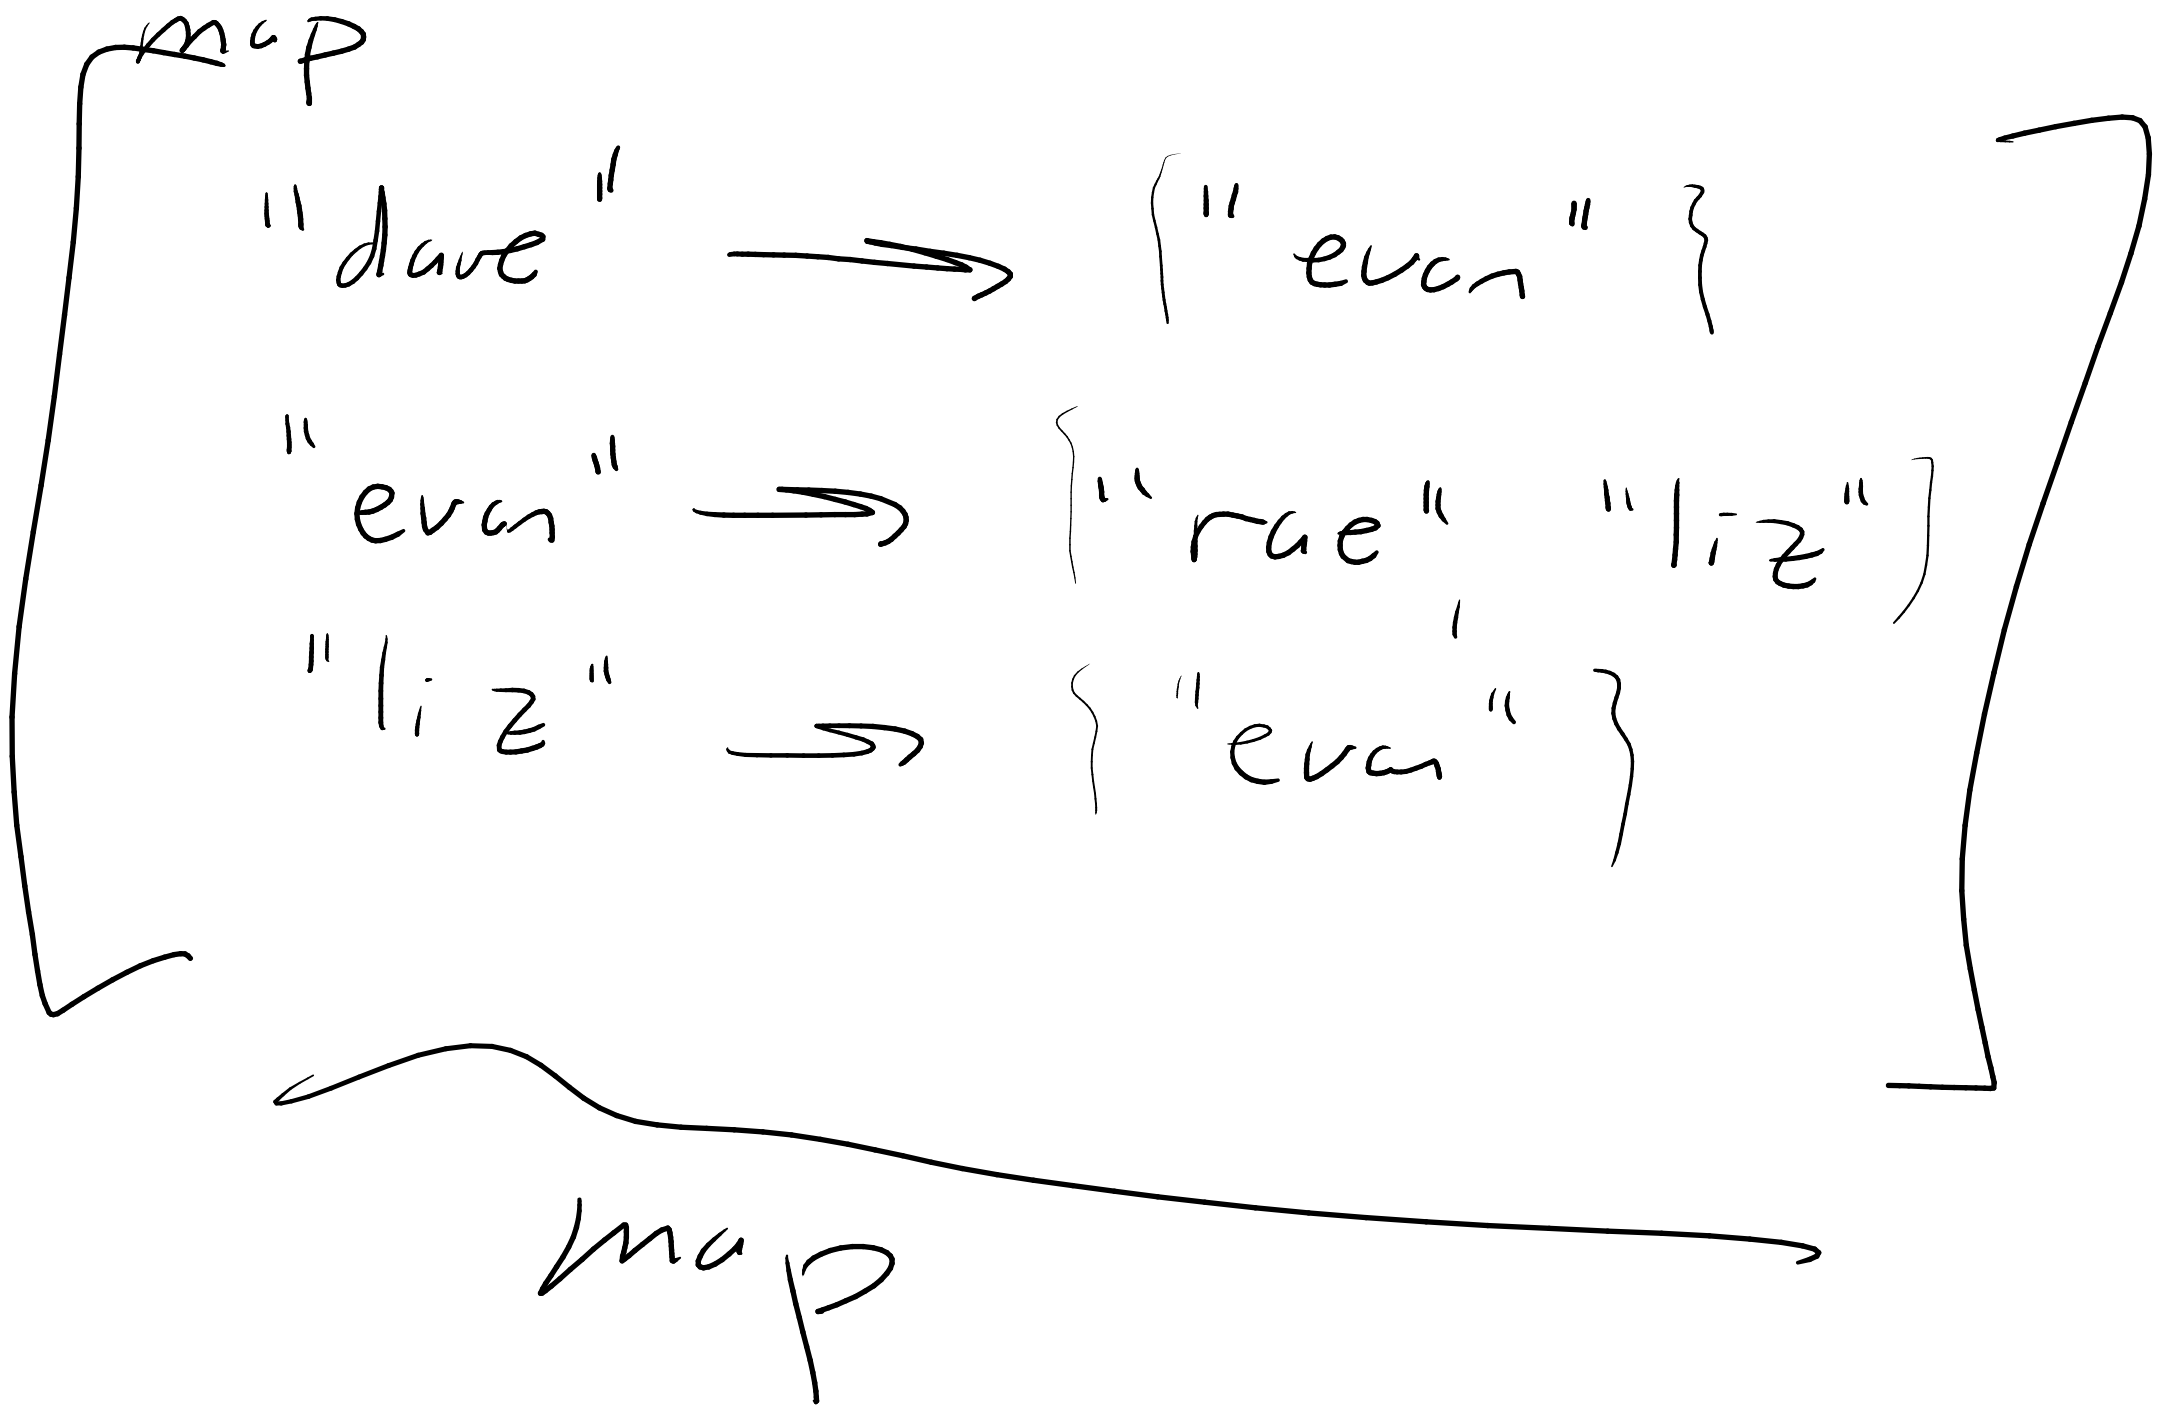 map
"dave" → {"evan"}
"evan" → {"rae", "liz"}
"liz" → {"evan"}
map